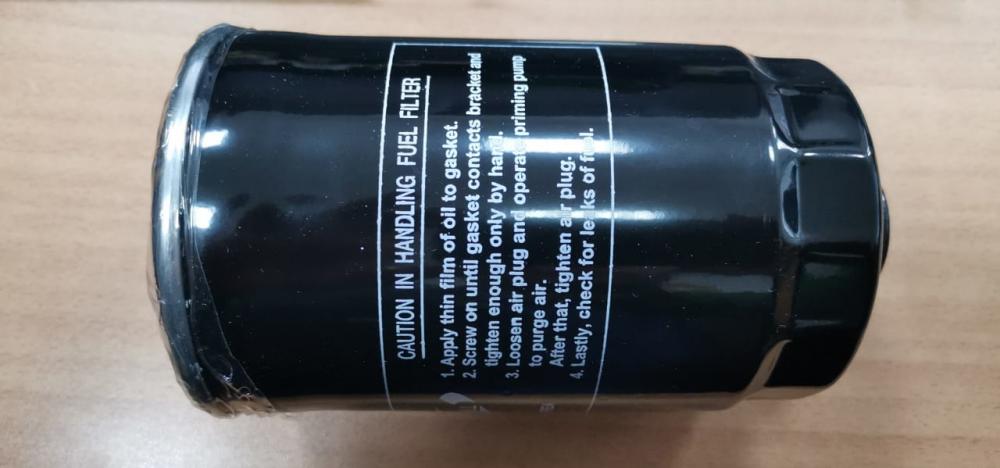 CAUTION IN HANDLING FUEL FILTER
1. Apply thin film of oil to gasket.
2. Screw on until gasket contacts bracket and
tighten enough only by hand.
3. Loosen air plug and operate priming pump
to purge air.
After that, tighten air plug.
4. Lastly, check for leaks of fuel.